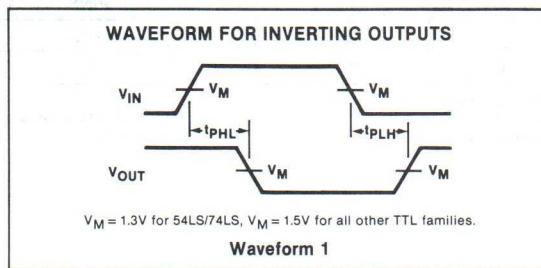 WAVEFORM FOR INVERTING OUTPUTS
VIN
VM
VM
tPHL
tPLH
VOUT
VM
VM
VM = 1.3V for 54LS/74LS, VM = 1.5V for all other TTL families.
Waveform 1